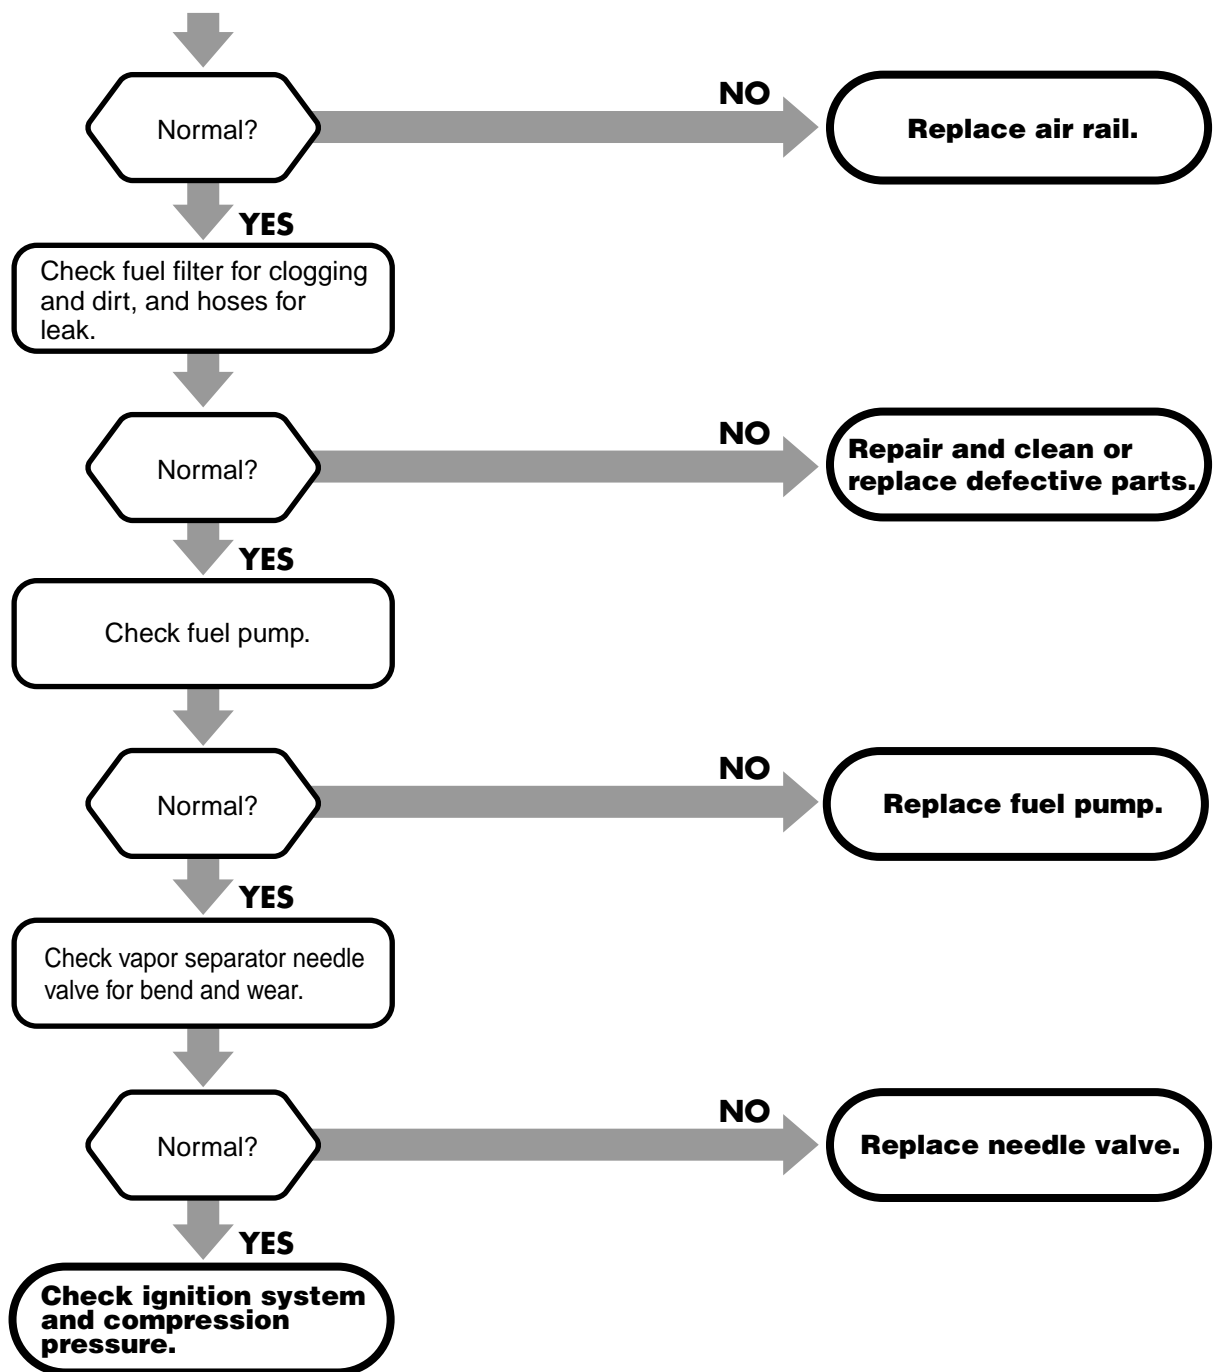 Normal?
NO
Replace air rail.
YES
Check fuel filter for clogging
and dirt, and hoses for
leak.
Normal?
NO
Repair and clean or
replace defective parts.
YES
Check fuel pump.
Normal?
NO
Replace fuel pump.
YES
Check vapor separator needle
valve for bend and wear.
Normal?
NO
Replace needle valve.
YES
Check ignition system
and compression
pressure.